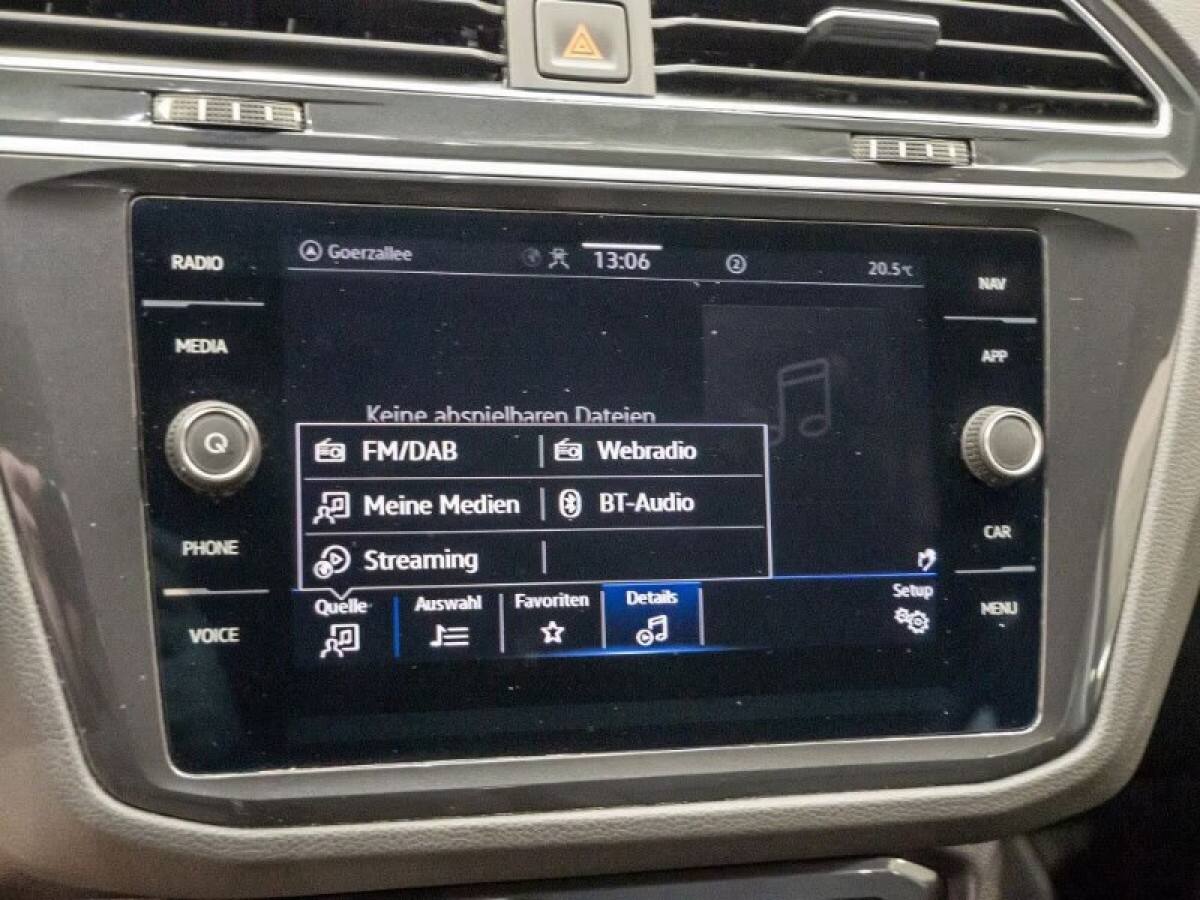 RADIO
MEDIA
PHONE
VOICE
Goerzallee
13:06
2
20.5°C
Keine abspielbaren Dateien
FM/DAB
Webradio
Meine Medien
BT-Audio
Streaming
Quelle
Auswahl
Favoriten
Details
Setup
NAV
APP
CAR
MENU